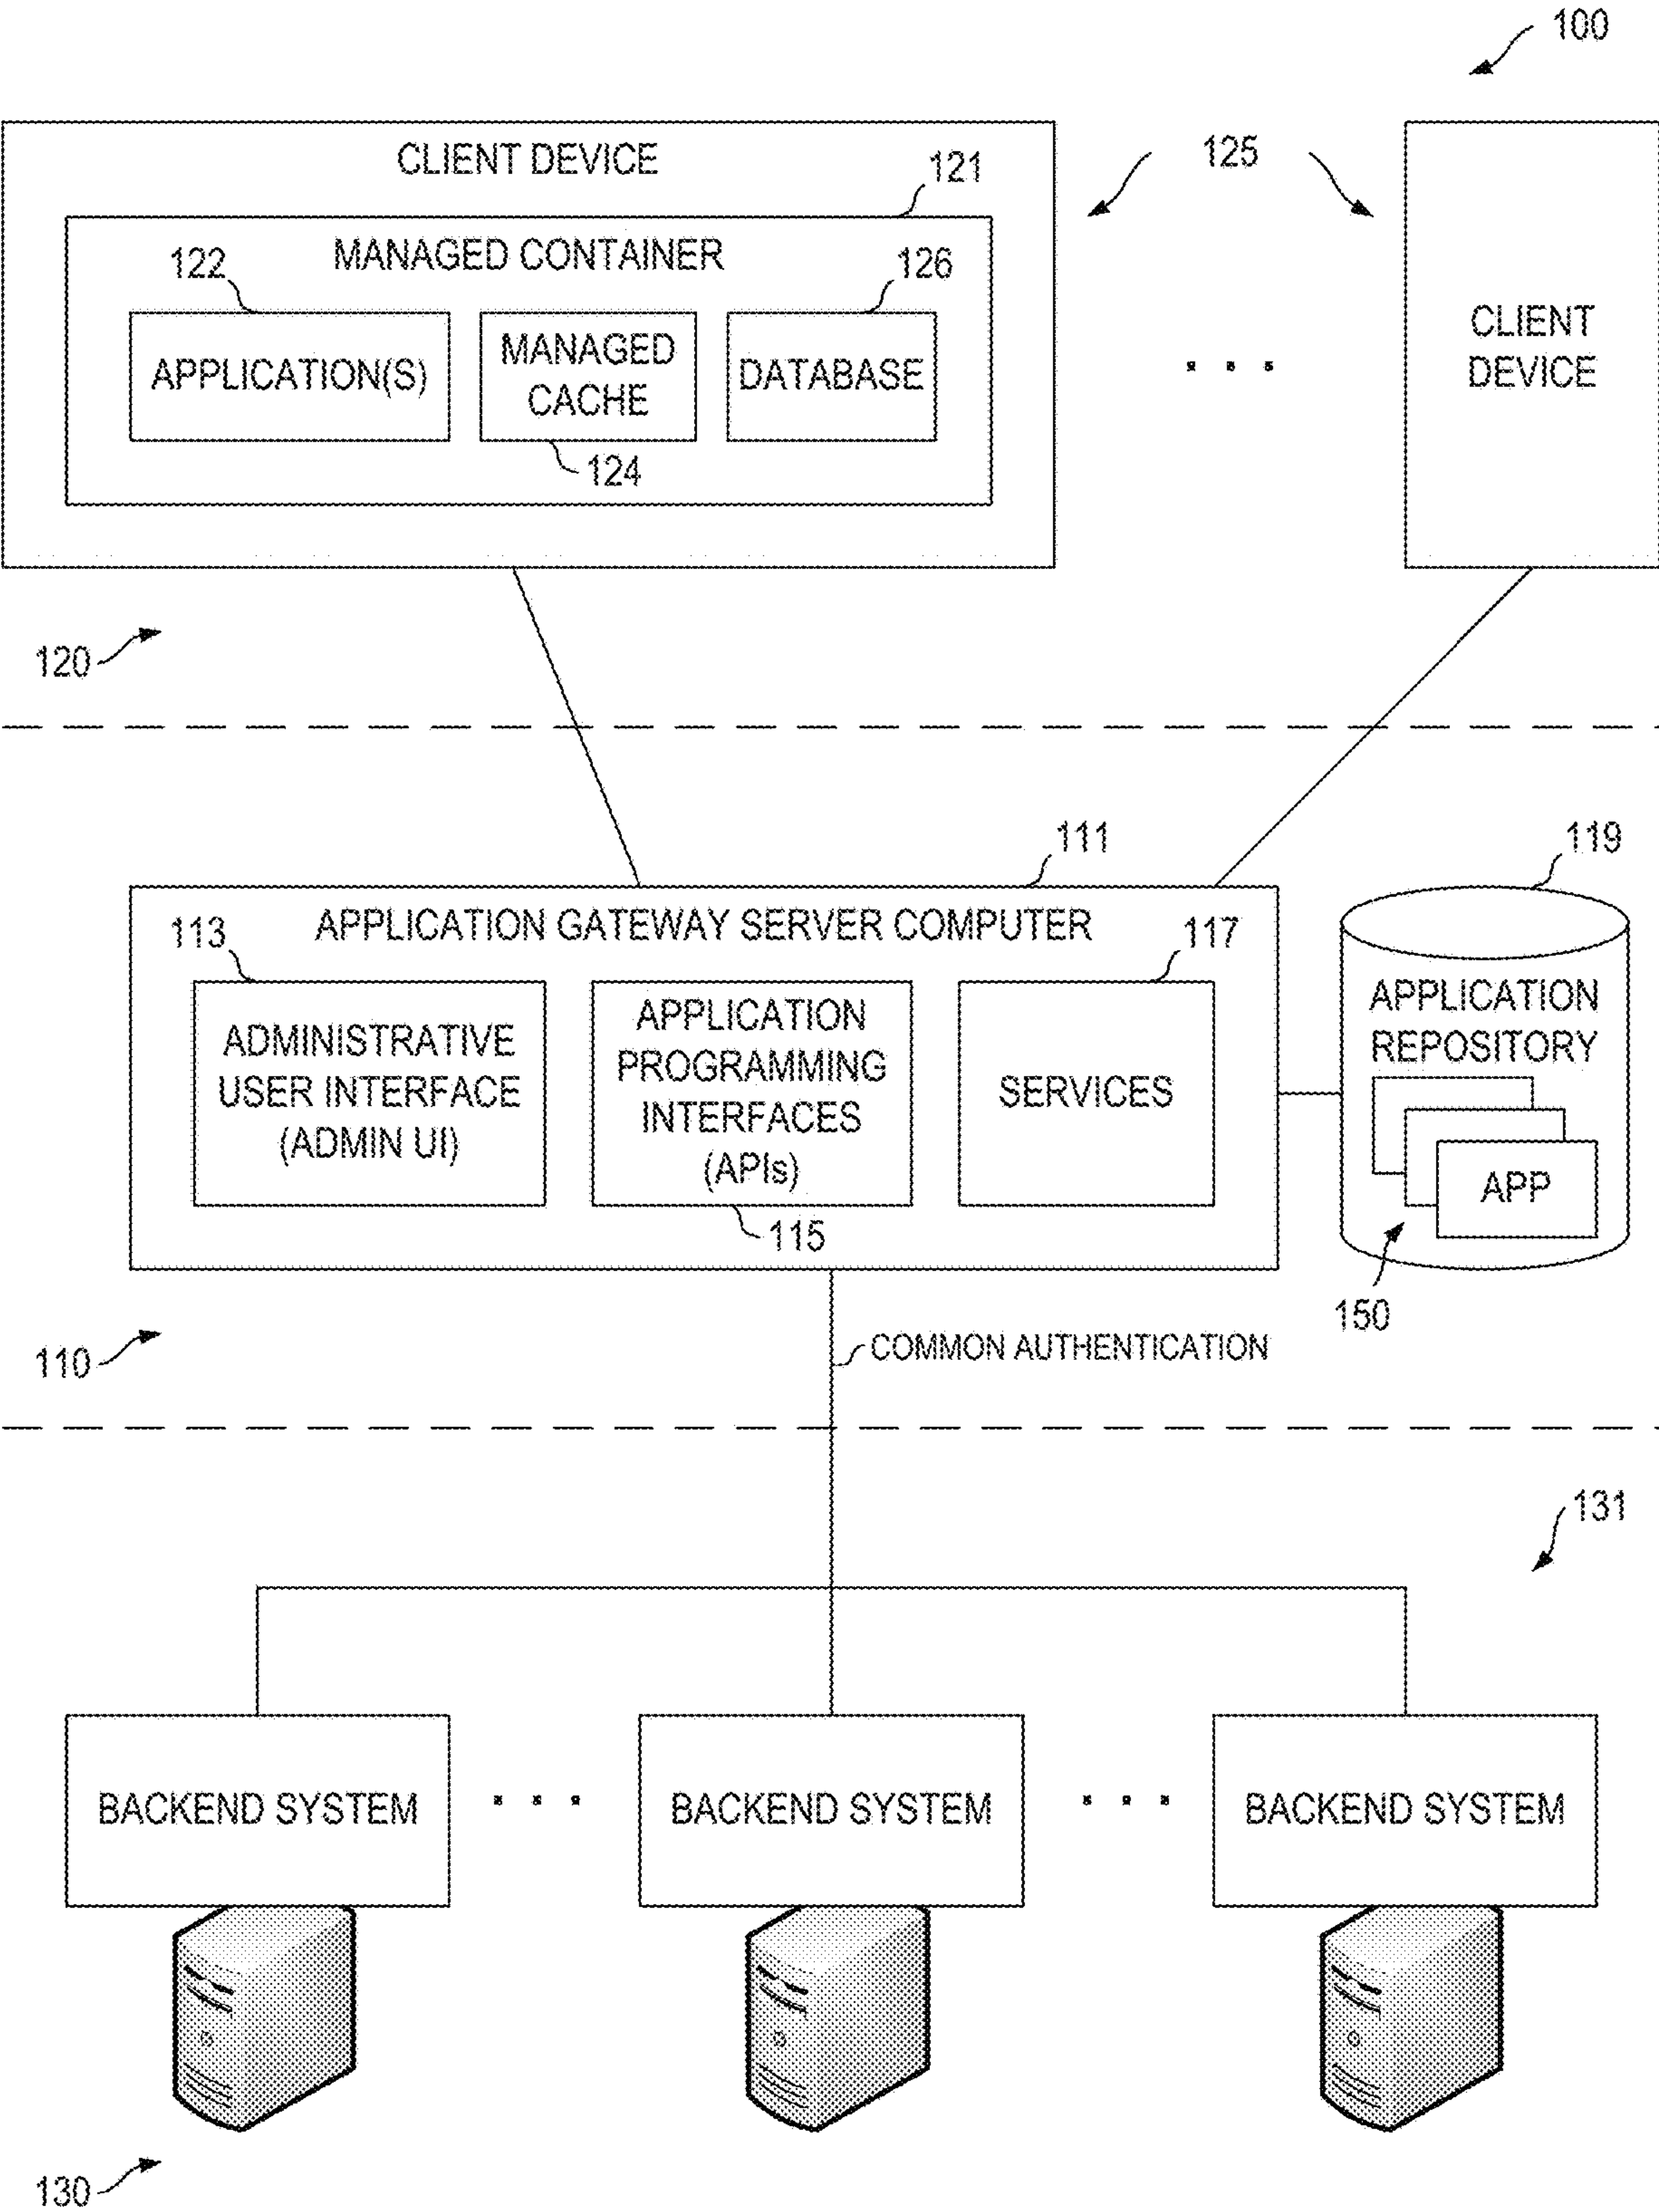 100
CLIENT DEVICE
121
125
MANAGED CONTAINER
122
126
APPLICATION(S)
MANAGED
CACHE
DATABASE
124
CLIENT
DEVICE
120
111
119
APPLICATION GATEWAY SERVER COMPUTER
113
117
ADMINISTRATIVE
USER INTERFACE
(ADMIN UI)
APPLICATION
PROGRAMMING
INTERFACES
(APIs)
115
SERVICES
APPLICATION
REPOSITORY
APP
150
110
COMMON AUTHENTICATION
131
BACKEND SYSTEM
BACKEND SYSTEM
BACKEND SYSTEM
130